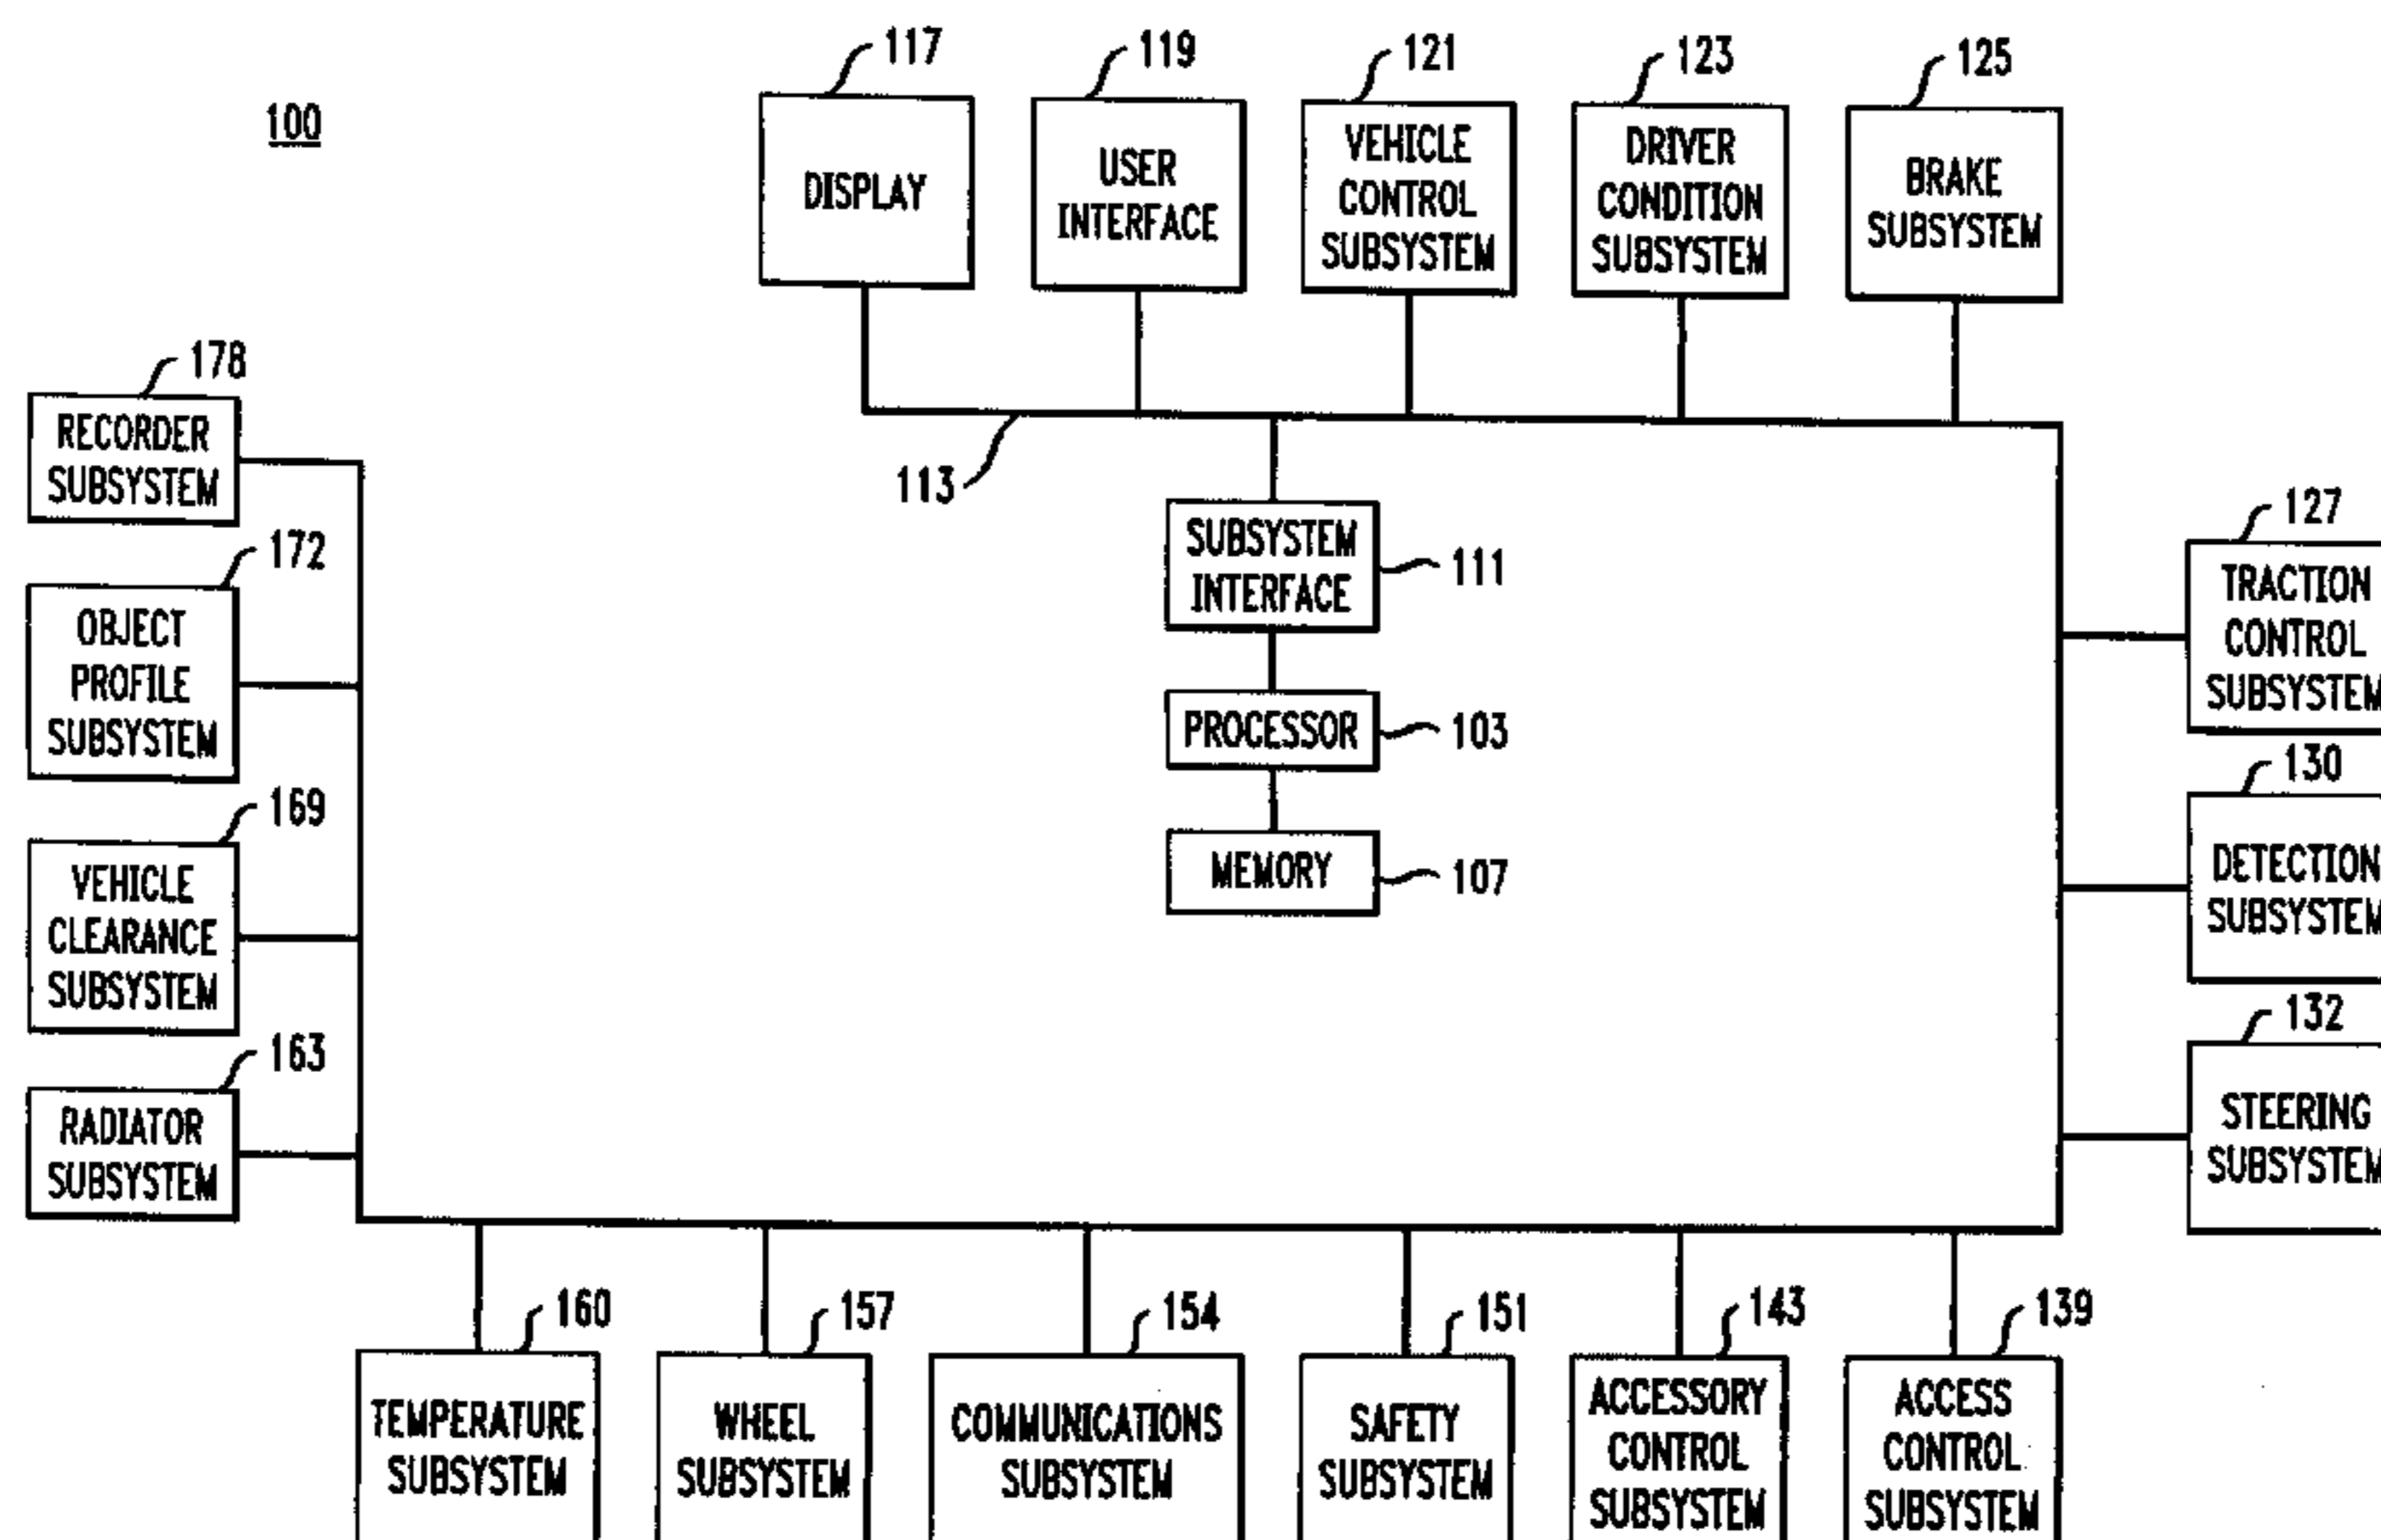 100
117
DISPLAY
119
USER
INTERFACE
121
VEHICLE
CONTROL
SUBSYSTEM
123
DRIVER
CONDITION
SUBSYSTEM
125
BRAKE
SUBSYSTEM
178
RECORDER
SUBSYSTEM
172
OBJECT
PROFILE
SUBSYSTEM
169
VEHICLE
CLEARANCE
SUBSYSTEM
163
RADIATOR
SUBSYSTEM
113
SUBSYSTEM
INTERFACE
111
PROCESSOR
103
MEMORY
107
127
TRACTION
CONTROL
SUBSYSTEM
130
DETECTION
SUBSYSTEM
132
STEERING
SUBSYSTEM
160
TEMPERATURE
SUBSYSTEM
157
WHEEL
SUBSYSTEM
154
COMMUNICATIONS
SUBSYSTEM
151
SAFETY
SUBSYSTEM
143
ACCESSORY
CONTROL
SUBSYSTEM
139
ACCESS
CONTROL
SUBSYSTEM